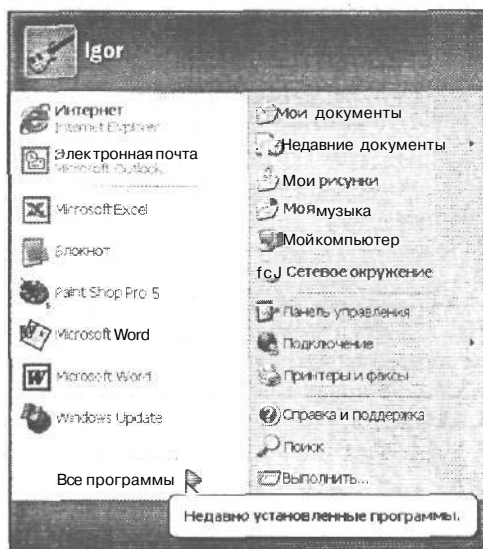 Igor
Интернет
Internet Explorer
Электронная почта
Microsoft Outlook
Microsoft Excel
Блокнот
Paint Shop Pro 5
Microsoft Word
Microsoft Word
Windows Update
Все программы
Мои документы
Недавние документы
Мои рисунки
Моя музыка
Мой компьютер
Сетевое окружение
Панель управления
Подключение
Принтеры и факсы
Справка и поддержка
Поиск
Выполнить...
Недавно установленные программы.